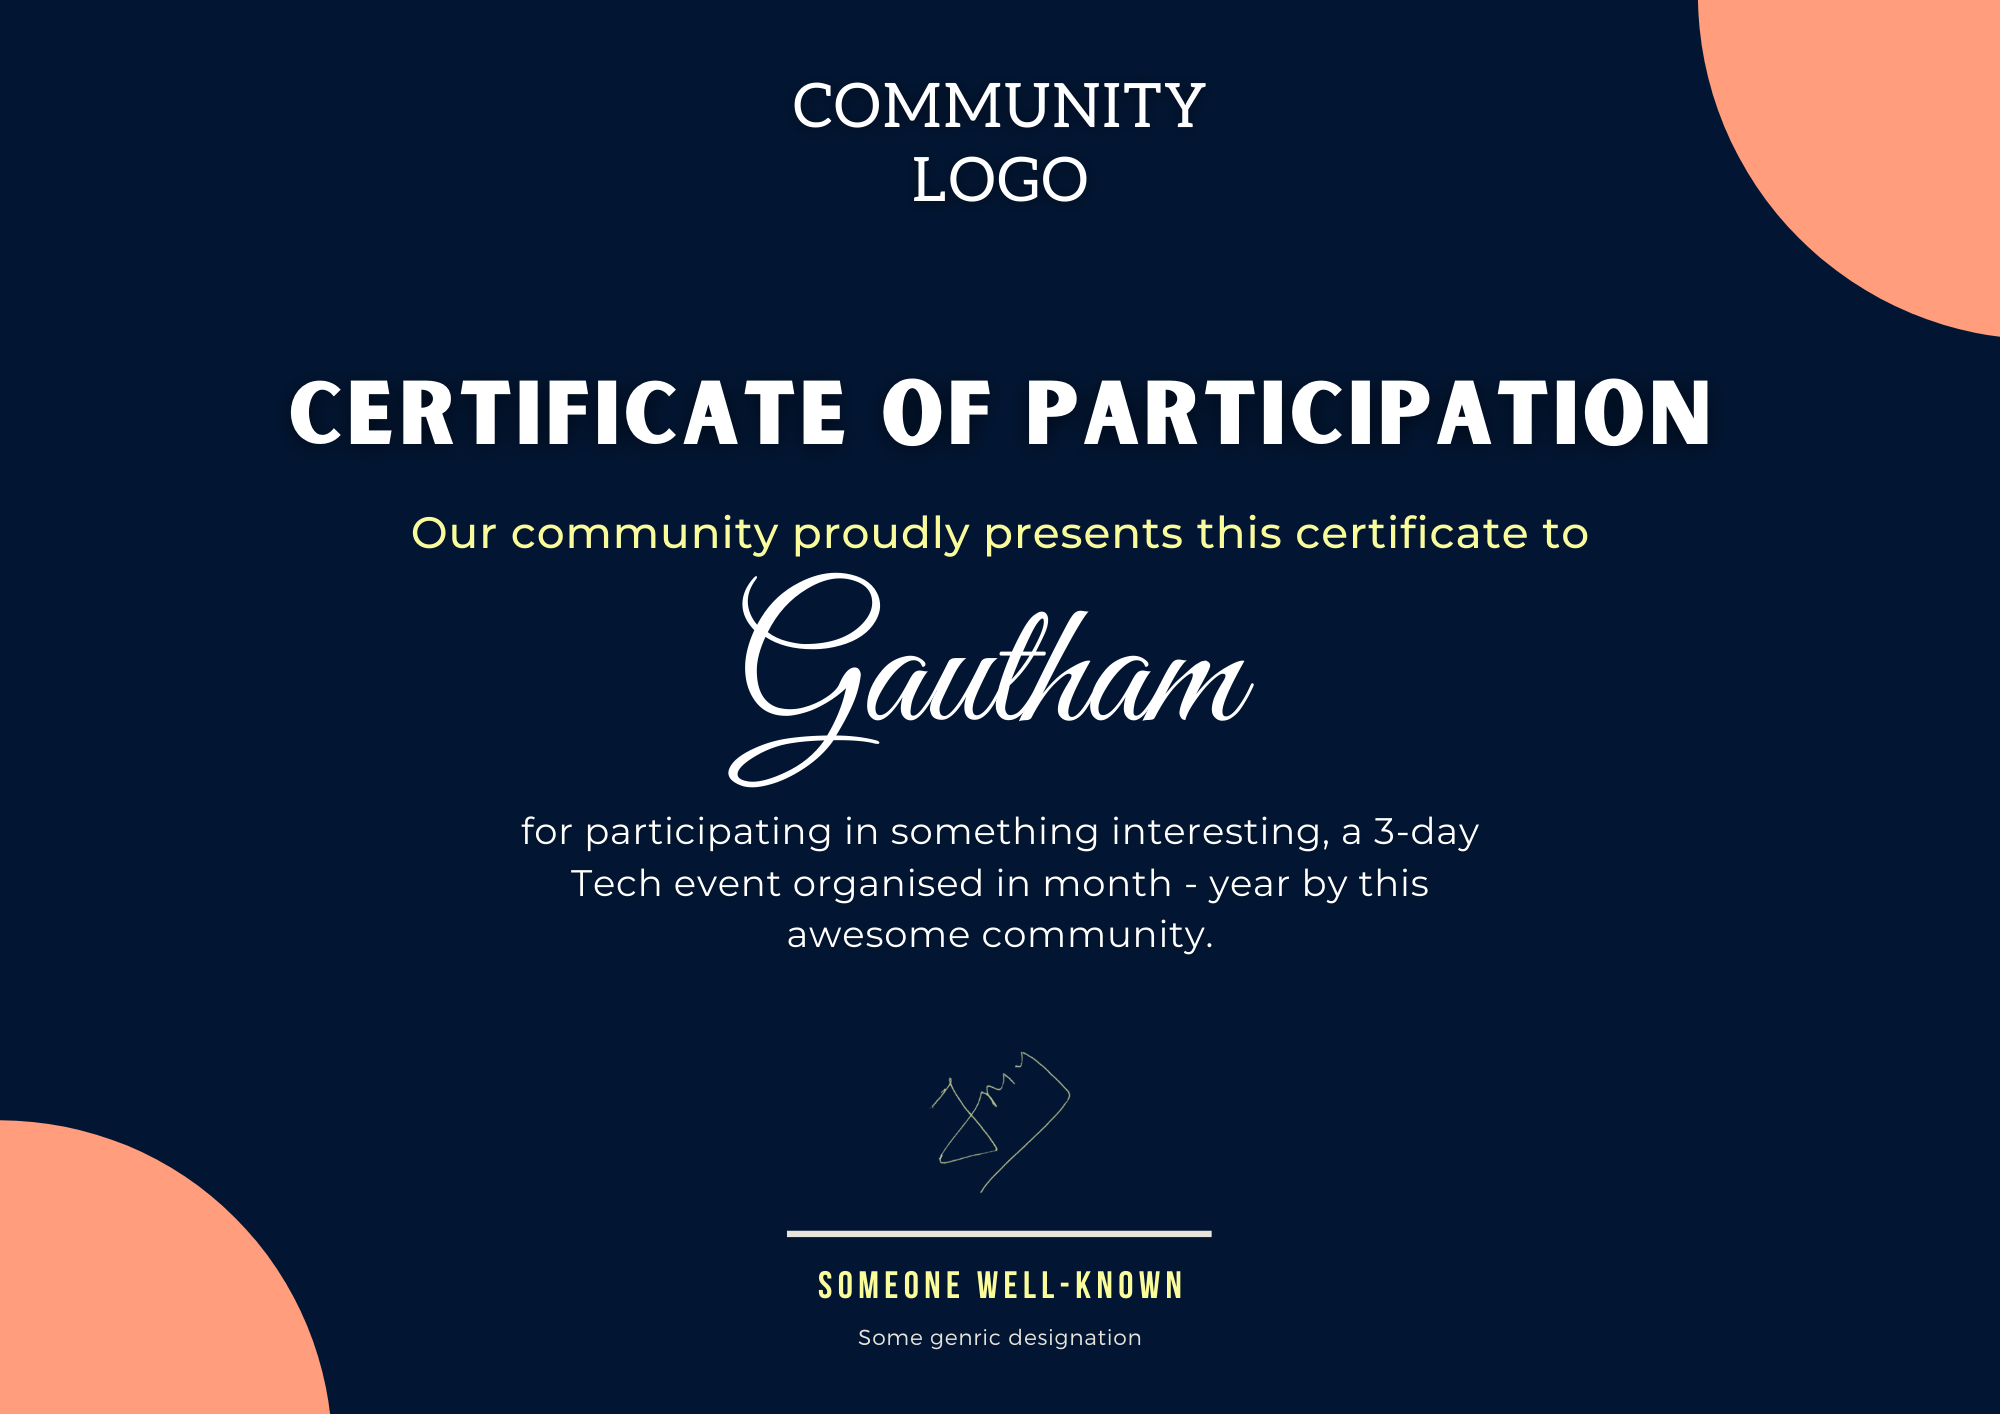 COMMUNITY
LOGO
CERTIFICATE OF PARTICIPATION
Our community proudly presents this certificate to
Gautham
for participating in something interesting, a 3-day
Tech event organised in month - year by this
awesome community.
SOMEONE WELL-KNOWN
Some genric designation